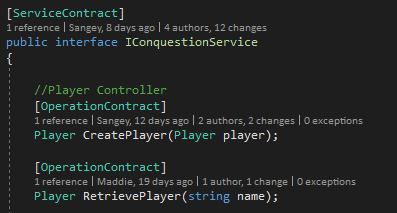 [ServiceContract]
1 reference | Sangey, 8 days ago | 4 authors, 12 changes
public interface IConquestionService
{
//Player Controller
[OperationContract]
1 reference | Sangey, 12 days ago | 2 authors, 2 changes | 0 exceptions
Player CreatePlayer(Player player);
[OperationContract]
1 reference | Maddie, 19 days ago | 1 author, 1 change | 0 exceptions
Player RetrievePlayer(string name);